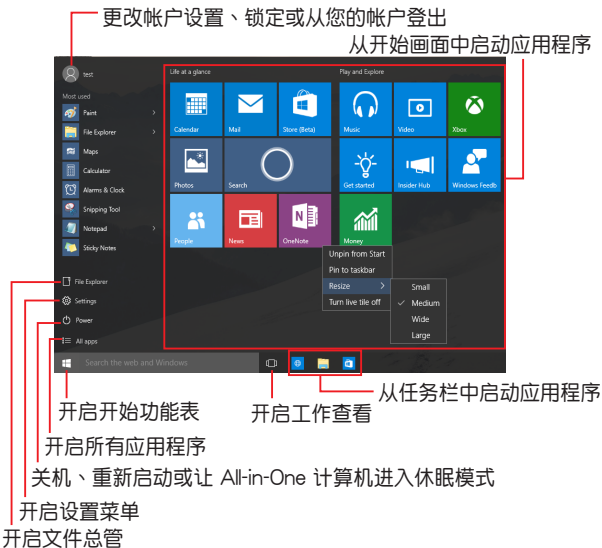 更改帐户设置、锁定或从您的帐户登出
从开始画面中启动应用程序
test
Life at a glance
Play and Explore
Most used
Paint
File Explorer
Maps
Calculator
Alarms & Clock
Snipping Tool
Notepad
Sticky Notes
File Explorer
Settings
Power
All apps
Calendar
Mail
Store (Beta)
Music
Video
Xbox
Photos
Search
Get started
Insider Hub
Windows Feedb
People
News
OneNote
Money
Unpin from Start
Pin to taskbar
Resize
Turn live tile off
Small
Medium
Wide
Large
Search the web and Windows
从任务栏中启动应用程序
开启开始功能表
开启工作查看
开启所有应用程序
关机、重新启动或让 All-in-One 计算机进入休眠模式
开启设置菜单
开启文件总管